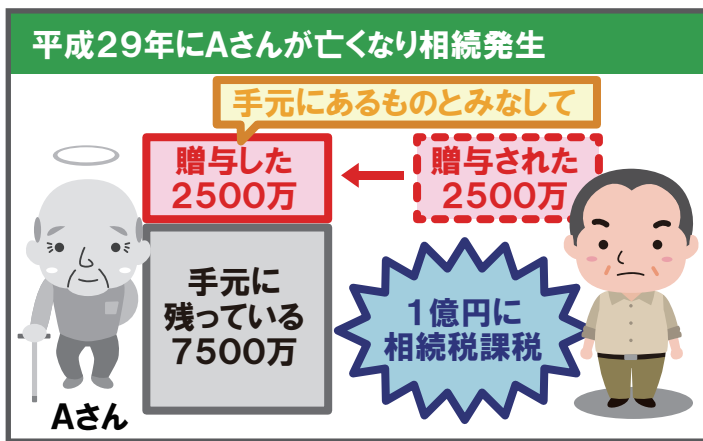 平成29年にAさんが亡くなり相続発生
手元にあるものとみなして
贈与した
2500万
贈与された
2500万
手元に
残っている
7500万
1億円に
相続税課税
Aさん